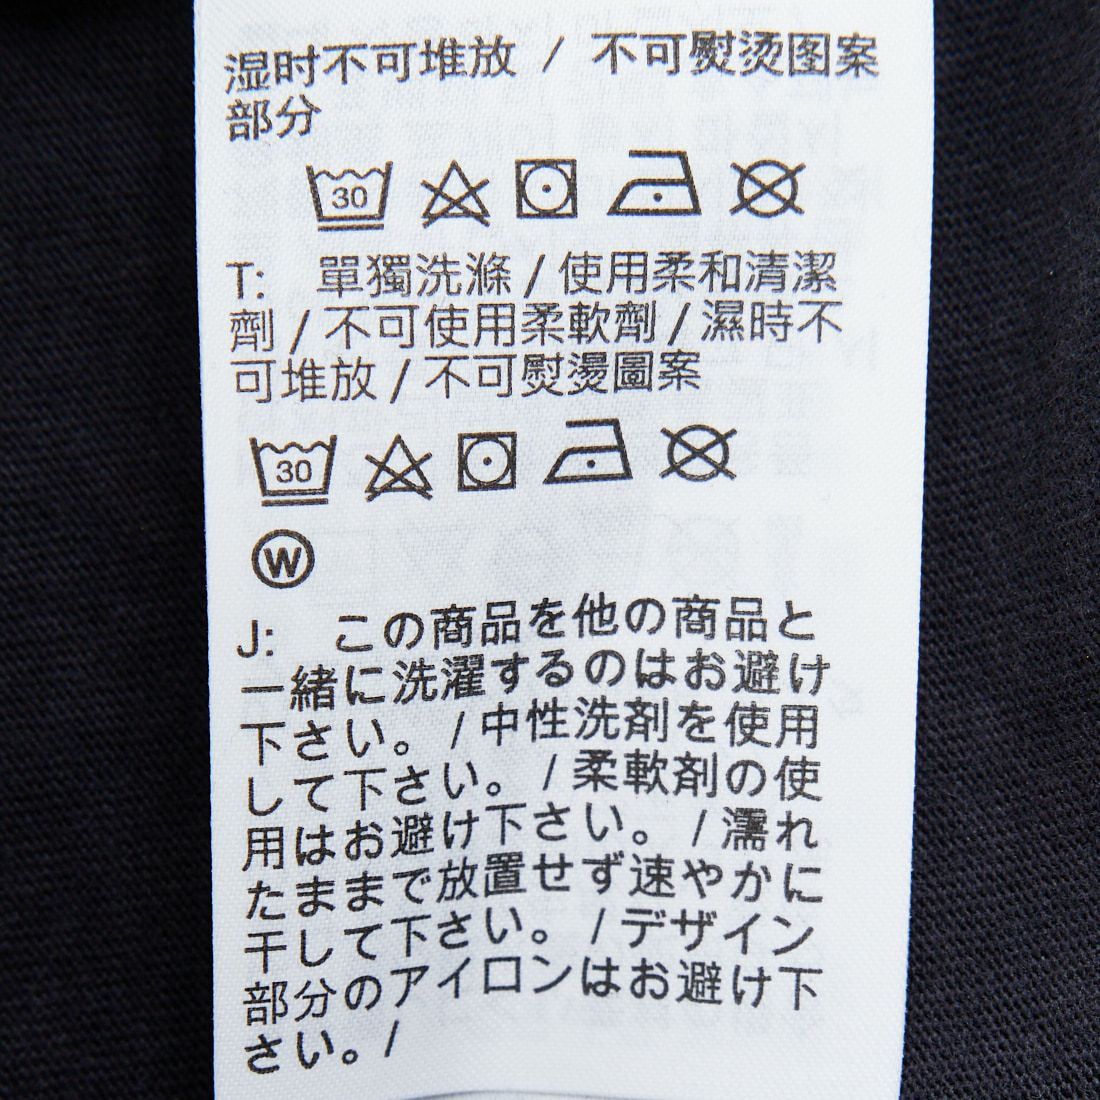 湿时不可堆放 / 不可熨烫图案
部分
30
T: 單獨洗滌 / 使用柔和清潔
劑 / 不可使用柔軟劑 / 濕時不
可堆放 / 不可熨燙圖案
30
W
J: この商品を他の商品と
一緒に洗濯するのはお避け
下さい。/中性洗剤を使用
して下さい。/柔軟剤の使
用はお避け下さい。/濡れ
たままで放置せず速やかに
干して下さい。/デザイン
部分のアイロンはお避け下
さい。/